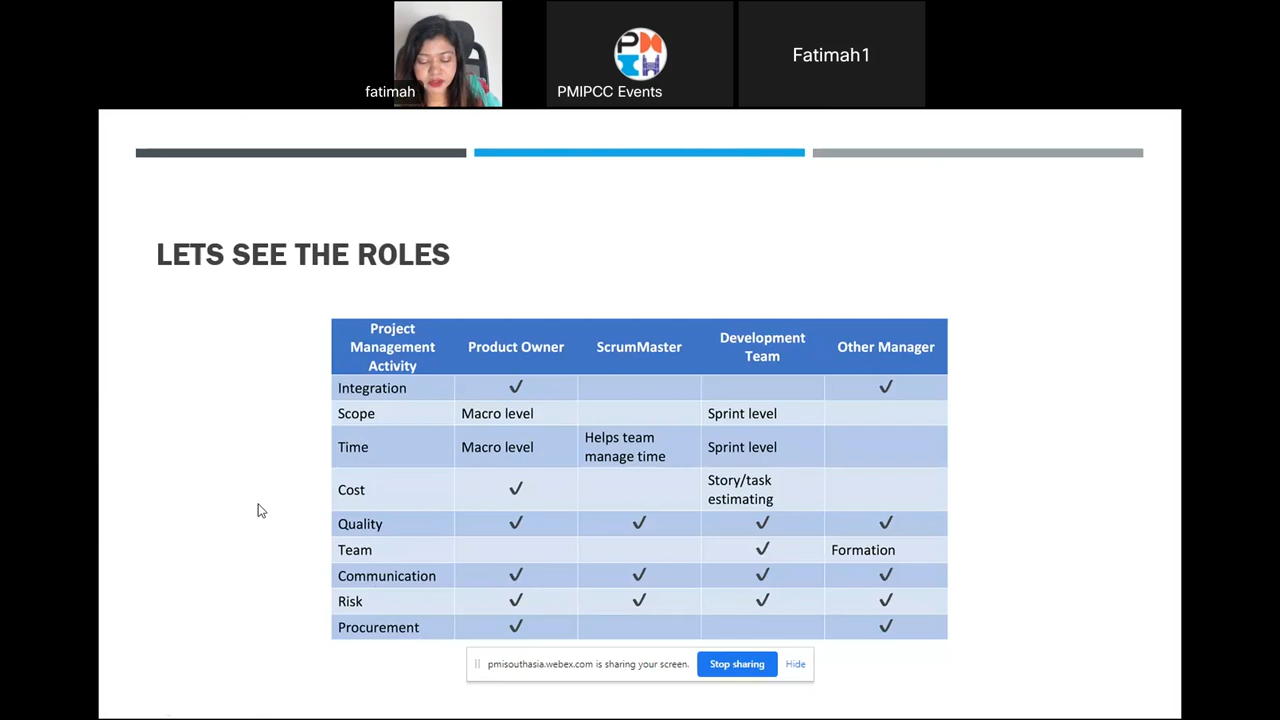 fatimah
PMIPCC Events
Fatimah1
LETS SEE THE ROLES
Project Management Activity Product Owner ScrumMaster Development Team Other Manager
Integration ✓ ✓
Scope Macro level Sprint level
Time Macro level Helps team manage time Sprint level
Cost ✓ Story/task estimating
Quality ✓ ✓ ✓ ✓
Team ✓ Formation
Communication ✓ ✓ ✓ ✓
Risk ✓ ✓ ✓ ✓
Procurement ✓ ✓
pmisouthasia.webex.com is sharing your screen. Stop sharing Hide